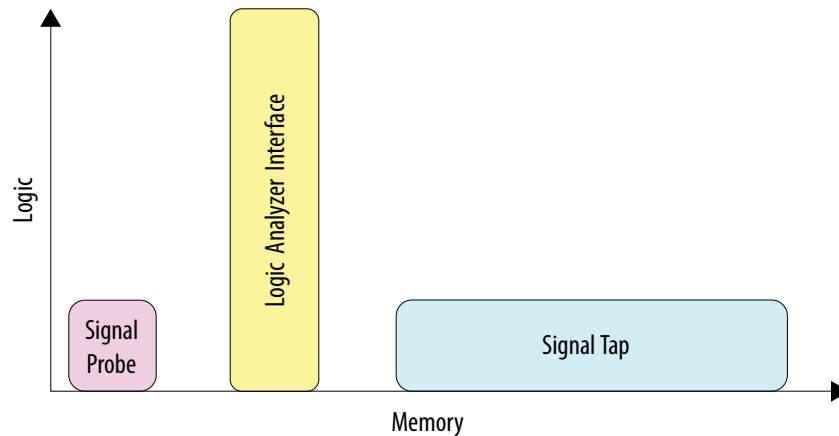 Logic
Signal
Probe
Logic Analyzer Interface
Signal Tap
Memory